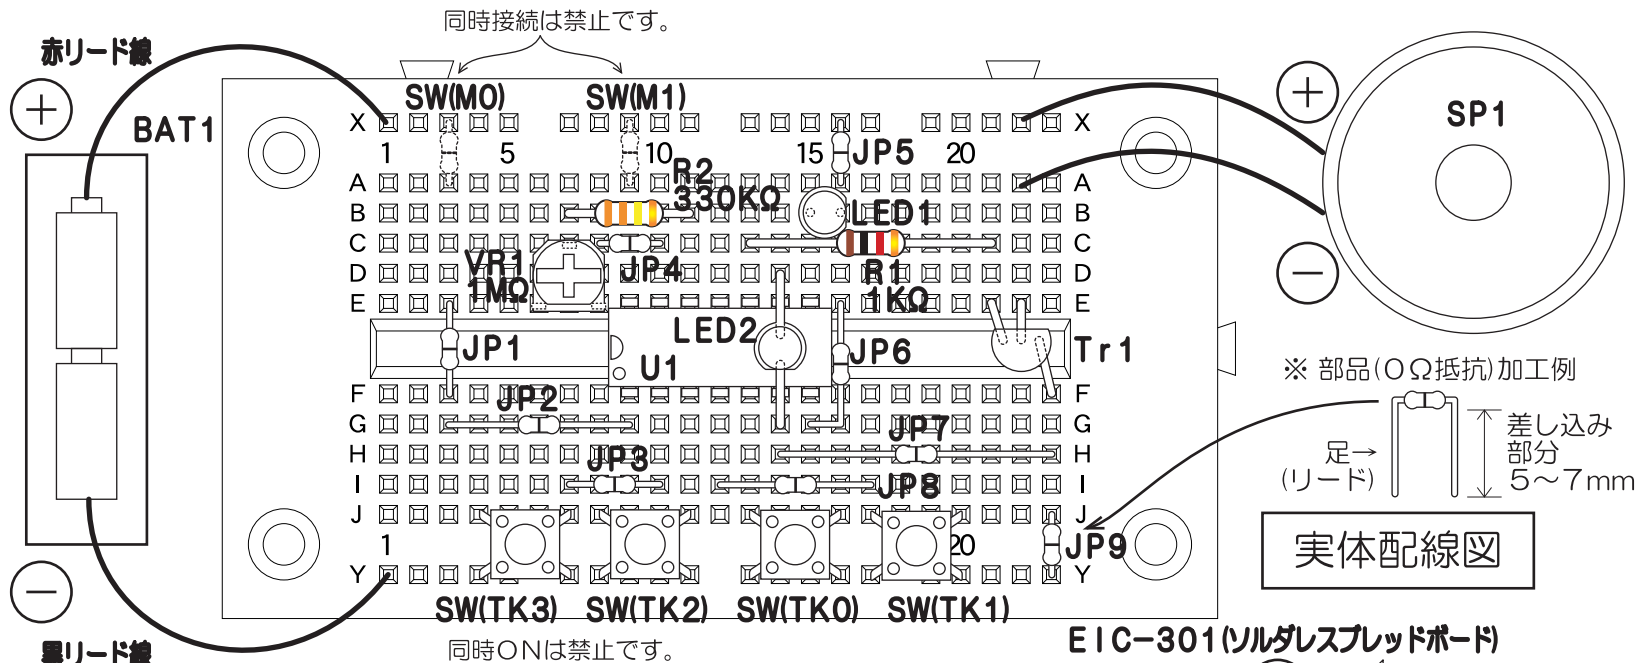 同時接続は禁止です。
赤リード線
+
BAT1
SW(M0) SW(M1)
X X
1 5 10 15 20
JP5
+
SP1
A A
R2
330KΩ
B B
LED1
C C
VR1
1MΩ
JP4
D D
R1
1KΩ
E E
−
LED2
JP1
U1
JP6
Tr1
※ 部品(0Ω抵抗)加工例
F F
JP2
G G
JP7
差し込み
部分
5〜7mm
足→
(リード)
H H
JP3
I I
JP8
J J
1 20
JP9
実体配線図
Y Y
−
SW(TK3) SW(TK2) SW(TK0) SW(TK1)
同時ONは禁止です。
黒リード線
EIC-301(ソルダレスブレッドボード)